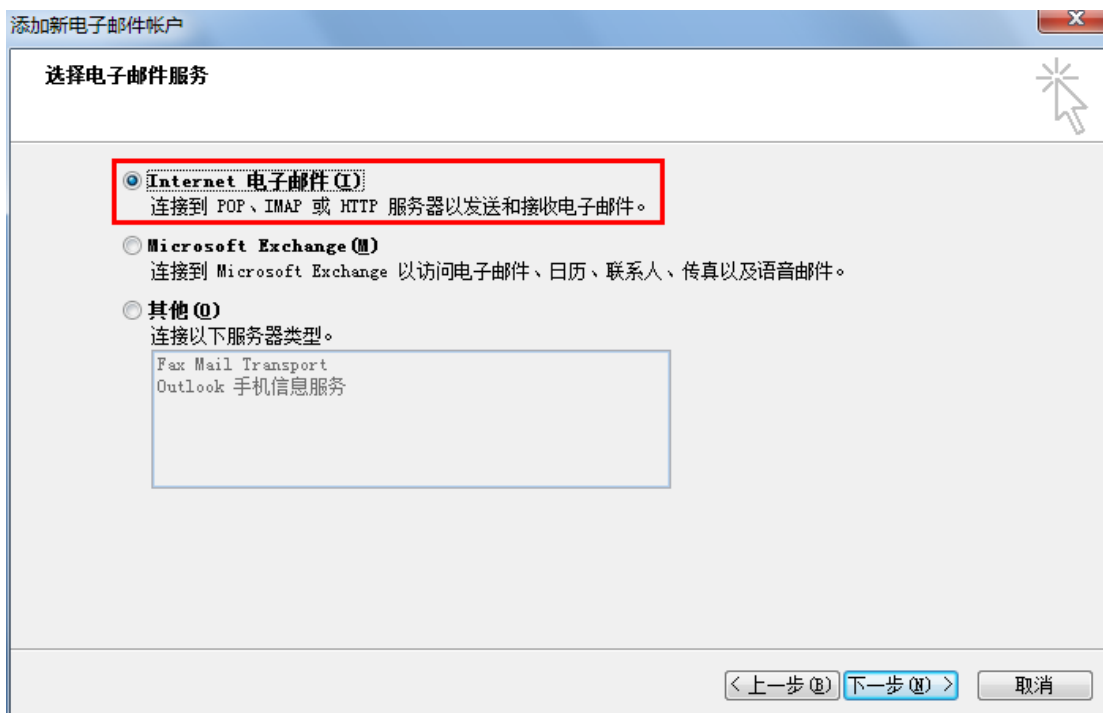 添加新电子邮件帐户
X
选择电子邮件服务
Internet 电子邮件(I)
连接到 POP、IMAP 或 HTTP 服务器以发送和接收电子邮件。
Microsoft Exchange(M)
连接到 Microsoft Exchange 以访问电子邮件、日历、联系人、传真以及语音邮件。
其他(O)
连接以下服务器类型。
Fax Mail Transport
Outlook 手机信息服务
< 上一步(B) 下一步(N) > 取消